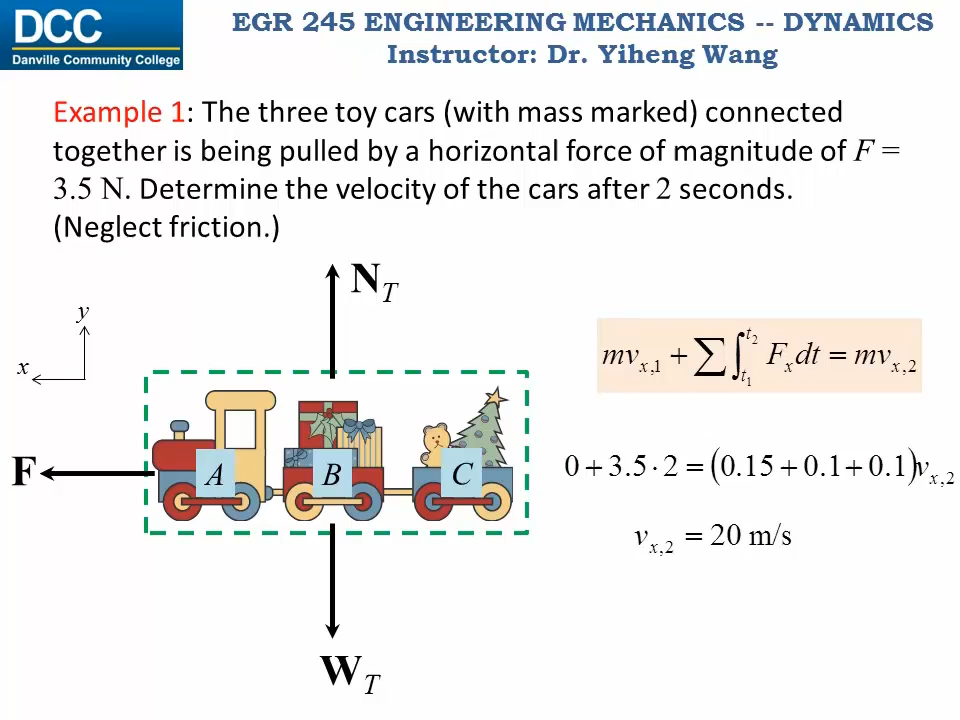 DCC
Danville Community College
EGR 245 ENGINEERING MECHANICS -- DYNAMICS
Instructor: Dr. Yiheng Wang
Example 1: The three toy cars (with mass marked) connected
together is being pulled by a horizontal force of magnitude of F =
3.5 N. Determine the velocity of the cars after 2 seconds.
(Neglect friction.)
N_T
y
x
mv_{x,1} + ∑∫_{t_1}^{t_2} F_x dt = mv_{x,2}
F
A
B
C
0 + 3.5 · 2 = (0.15 + 0.1 + 0.1)v_{x,2}
v_{x,2} = 20 m/s
W_T